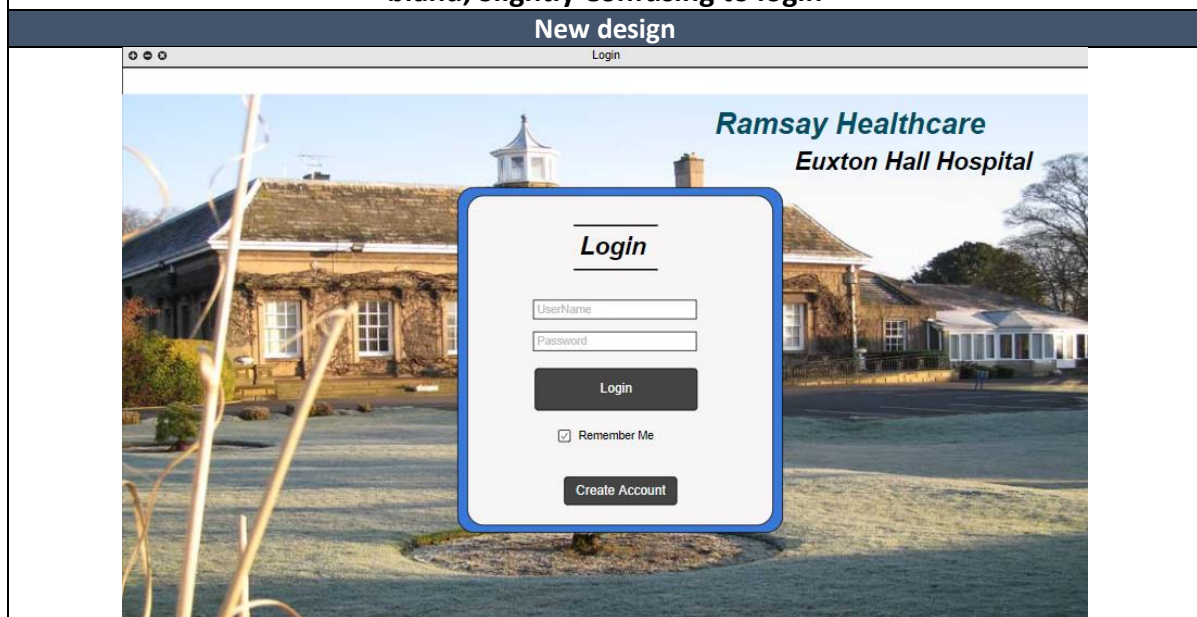 New design
Login
Ramsay Healthcare
Euxton Hall Hospital
Login
UserName
Password
Login
Remember Me
Create Account